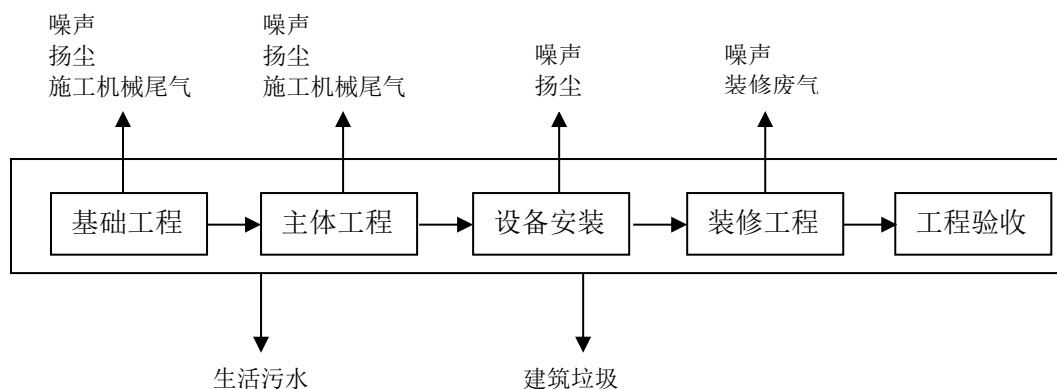 噪声
扬尘
施工机械尾气
噪声
扬尘
施工机械尾气
噪声
扬尘
噪声
装修废气
基础工程
主体工程
设备安装
装修工程
工程验收
生活污水
建筑垃圾